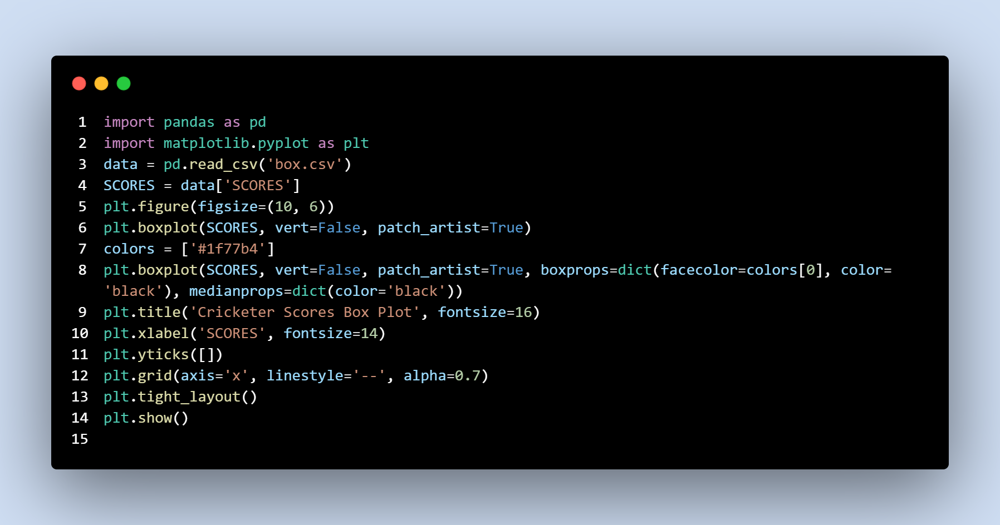 1 import pandas as pd
2 import matplotlib.pyplot as plt
3 data = pd.read_csv('box.csv')
4 SCORES = data['SCORES']
5 plt.figure(figsize=(10, 6))
6 plt.boxplot(SCORES, vert=False, patch_artist=True)
7 colors = ['#1f77b4']
8 plt.boxplot(SCORES, vert=False, patch_artist=True, boxprops=dict(facecolor=colors[0], color=
'black'), medianprops=dict(color='black'))
9 plt.title('Cricketer Scores Box Plot', fontsize=16)
10 plt.xlabel('SCORES', fontsize=14)
11 plt.yticks([])
12 plt.grid(axis='x', linestyle='--', alpha=0.7)
13 plt.tight_layout()
14 plt.show()
15